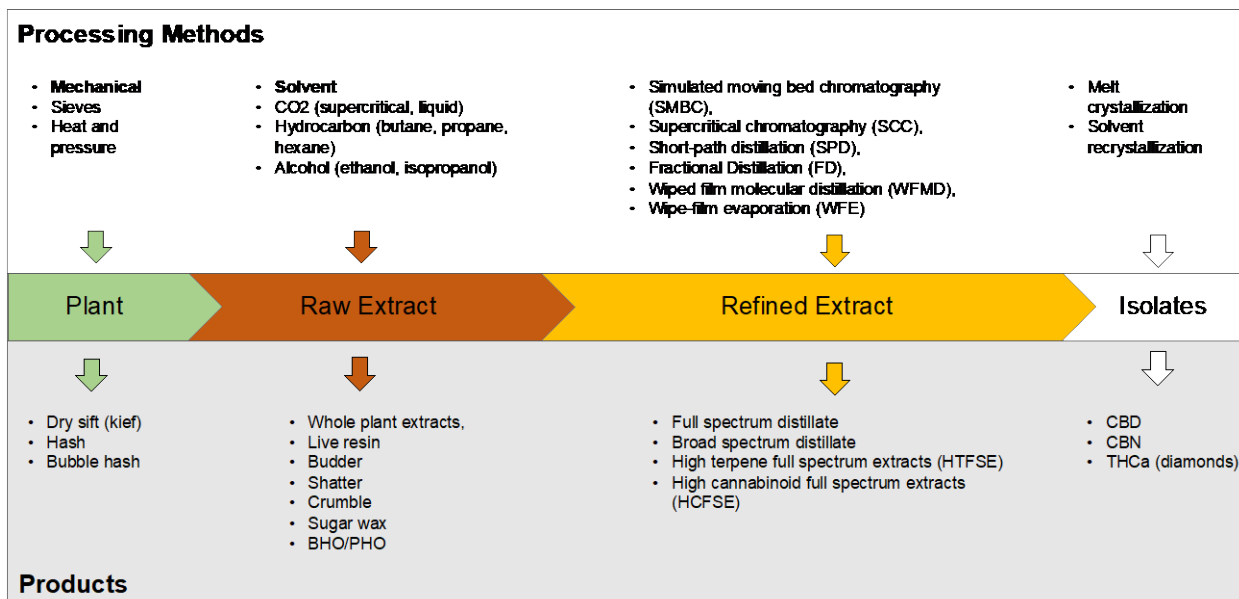 Processing Methods
• Mechanical
• Sieves
• Heat and
pressure
• Solvent
• CO2 (supercritical, liquid)
• Hydrocarbon (butane, propane,
hexane)
• Alcohol (ethanol, isopropanol)
• Simulated moving bed chromatography
(SMBC),
• Supercritical chromatography (SCC),
• Short-path distillation (SPD),
• Fractional Distillation (FD),
• Wiped film molecular distillation (WFMD),
• Wipe-film evaporation (WFE)
• Melt
crystallization
• Solvent
recrystallization
Plant
Raw Extract
Refined Extract
Isolates
• Dry sift (kief)
• Hash
• Bubble hash
• Whole plant extracts,
• Live resin
• Budder
• Shatter
• Crumble
• Sugar wax
• BHO/PHO
• Full spectrum distillate
• Broad spectrum distillate
• High terpene full spectrum extracts (HTFSE)
• High cannabinoid full spectrum extracts
(HCFSE)
• CBD
• CBN
• THCa (diamonds)
Products